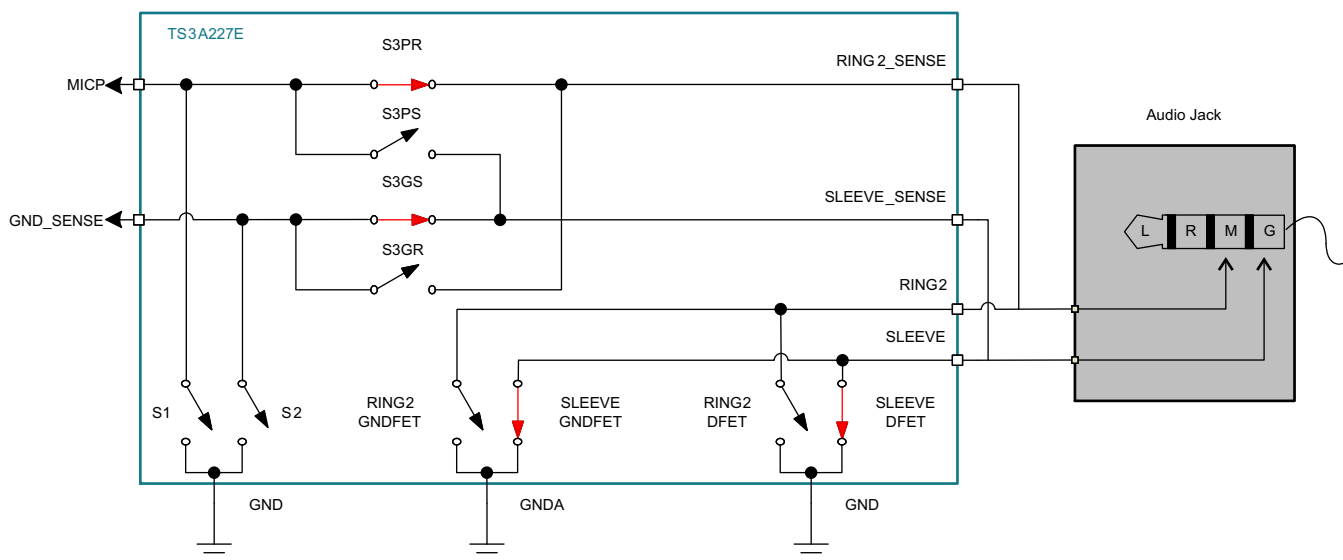 TS3A227E
S3PR
RING2_SENSE
MICP
Audio Jack
S3PS
S3GS
SLEEVE_SENSE
GND_SENSE
L R M G
S3GR
RING2
SLEEVE
S1
S2
RING2
GNDFET
SLEEVE
GNDFET
RING2
DFET
SLEEVE
DFET
GND
GNDA
GND